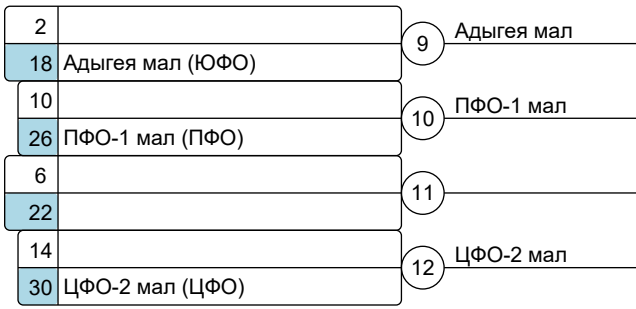 2
9 Адыгея мал
18 Адыгея мал (ЮФО)
10
10 ПФО-1 мал
26 ПФО-1 мал (ПФО)
6
11
22
14
12 ЦФО-2 мал
30 ЦФО-2 мал (ЦФО)